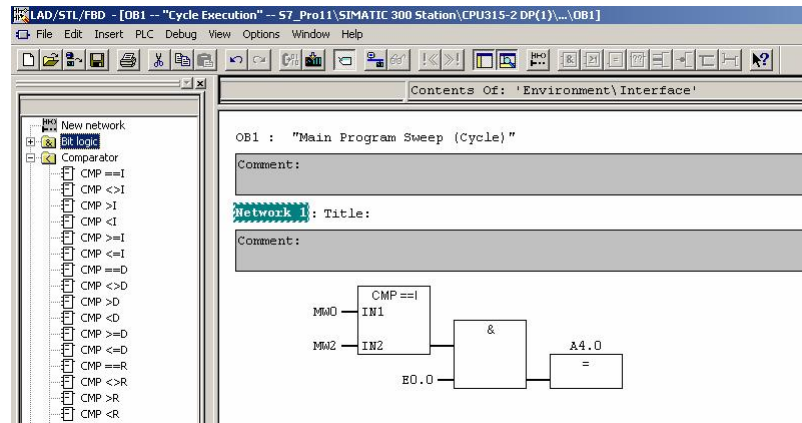 LAD/STL/FBD - [OB1 -- "Cycle Execution" -- S7_Pro11\SIMATIC 300 Station\CPU315-2 DP(1)\...\OB1]
File Edit Insert PLC Debug View Options Window Help
Contents Of: 'Environment\Interface'
New network
Bit logic
Comparator
CMP ==I
CMP <>I
CMP >I
CMP <I
CMP >=I
CMP <=I
CMP ==D
CMP <>D
CMP >D
CMP <D
CMP >=D
CMP <=D
CMP ==R
CMP <>R
CMP >R
CMP <R
OB1 : "Main Program Sweep (Cycle)"
Comment:
Network 1: Title:
Comment:
CMP ==I
MW0 IN1
&
MW2 IN2
A4.0
=
E0.0